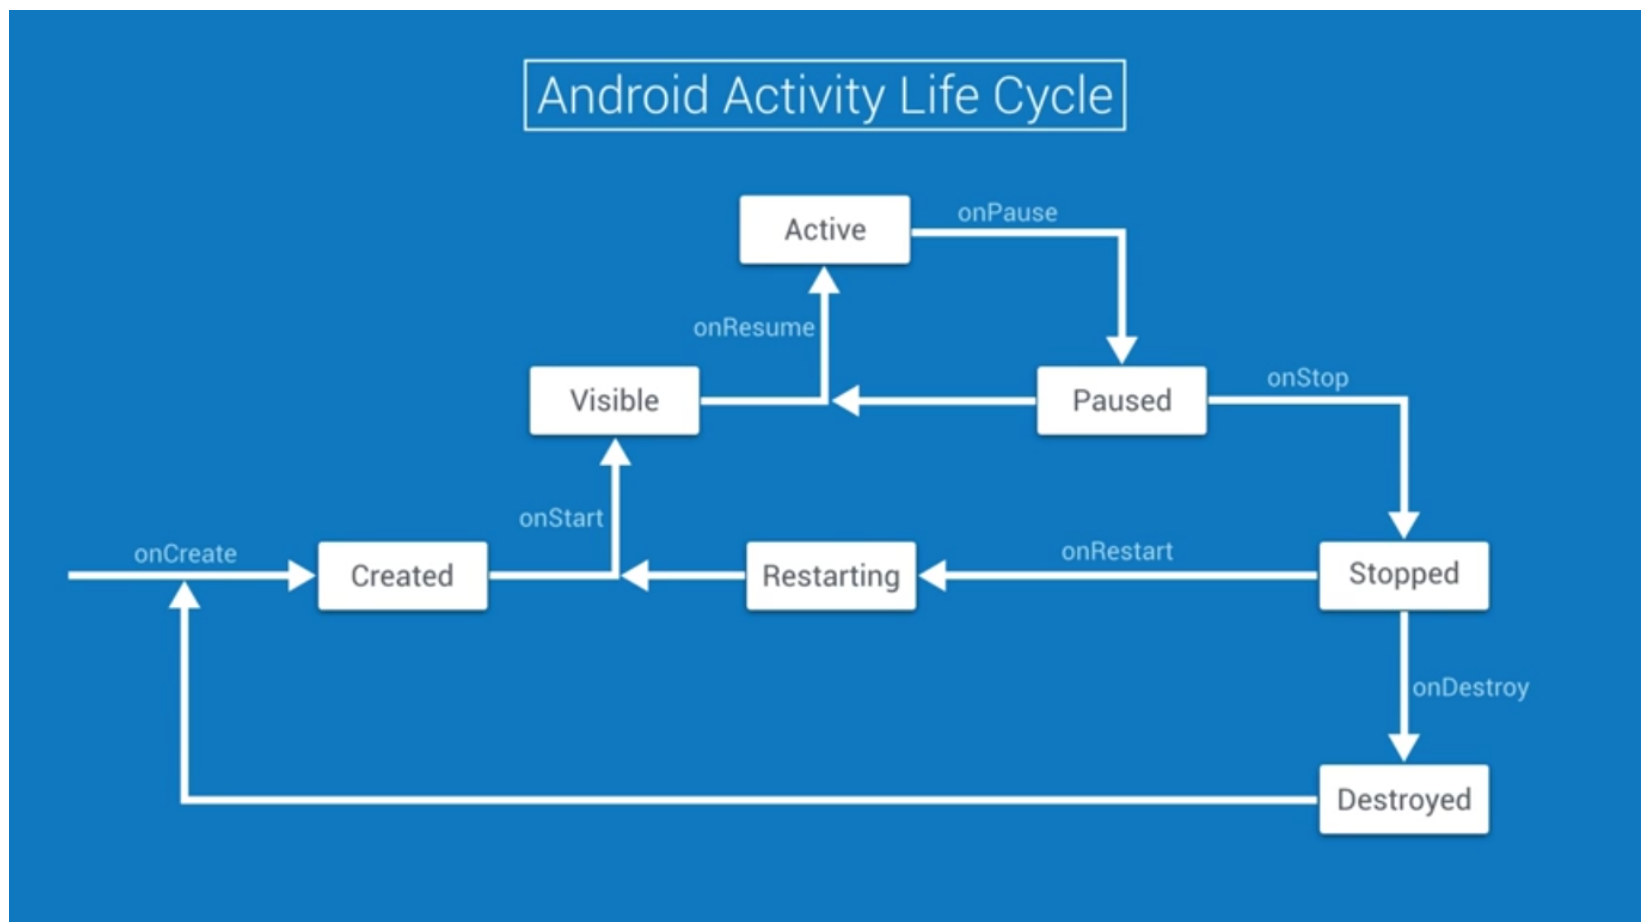 Android Activity Life Cycle
Active
onPause
onResume
Visible
Paused
onStop
onStart
onCreate
Created
Restarting
onRestart
Stopped
onDestroy
Destroyed